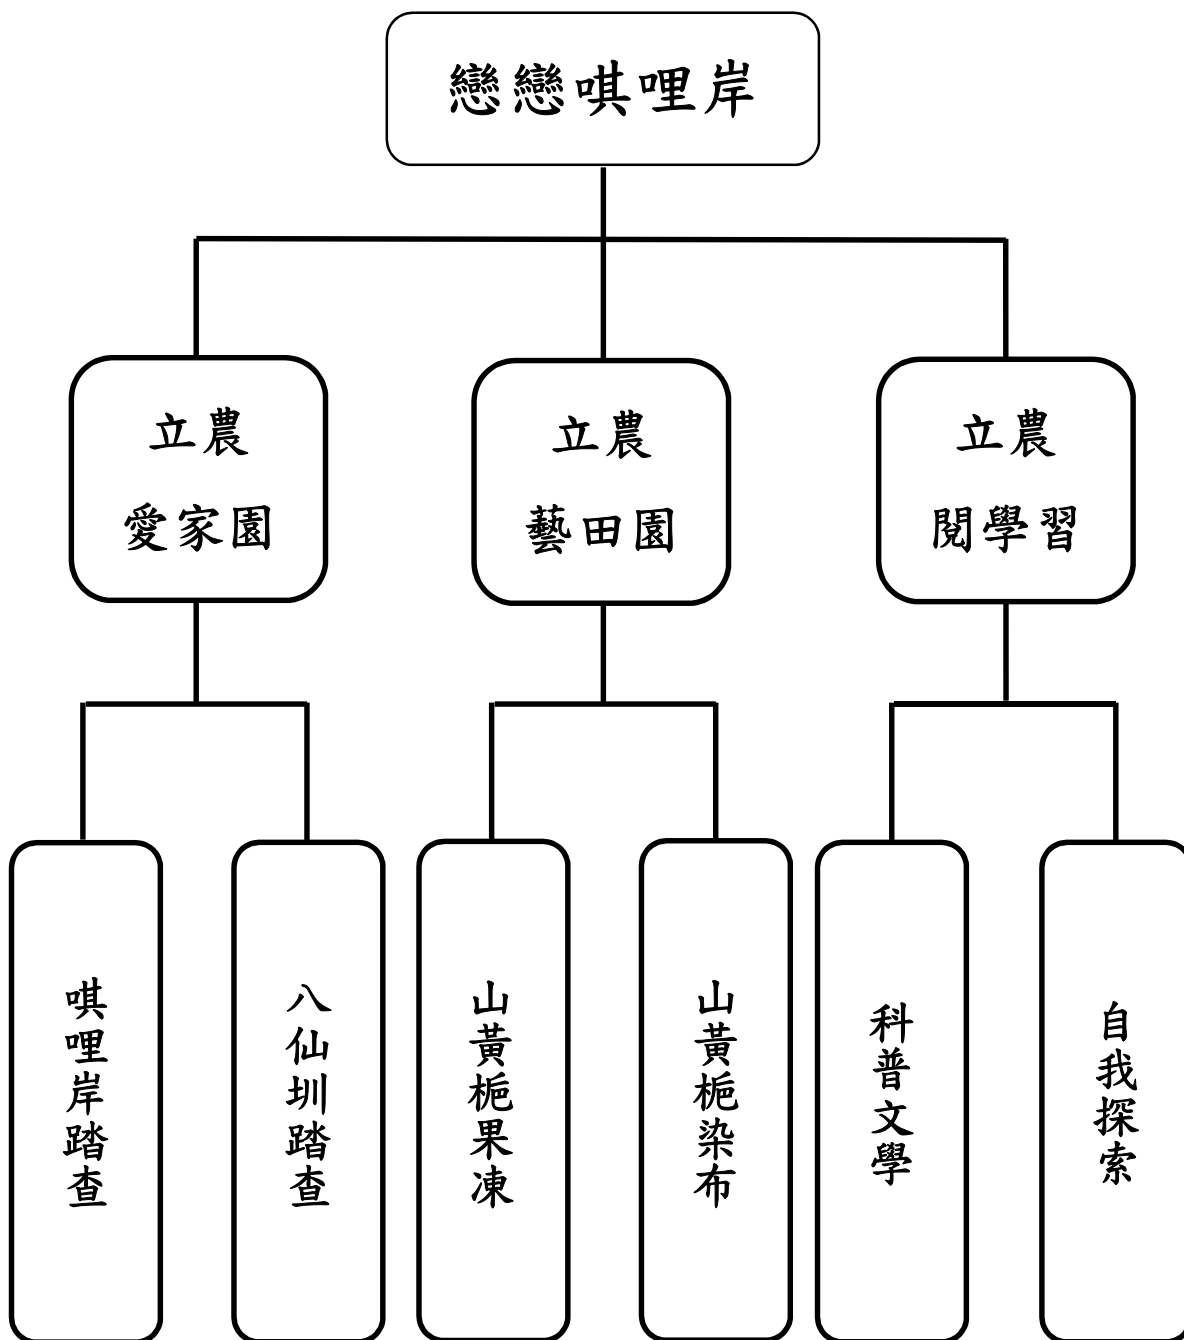 戀戀唭哩岸
立農
愛家園
立農
藝田園
立農
閱學習
唭哩岸踏查
八仙圳踏查
山黃梔果凍
山黃梔染布
科普文學
自我探索